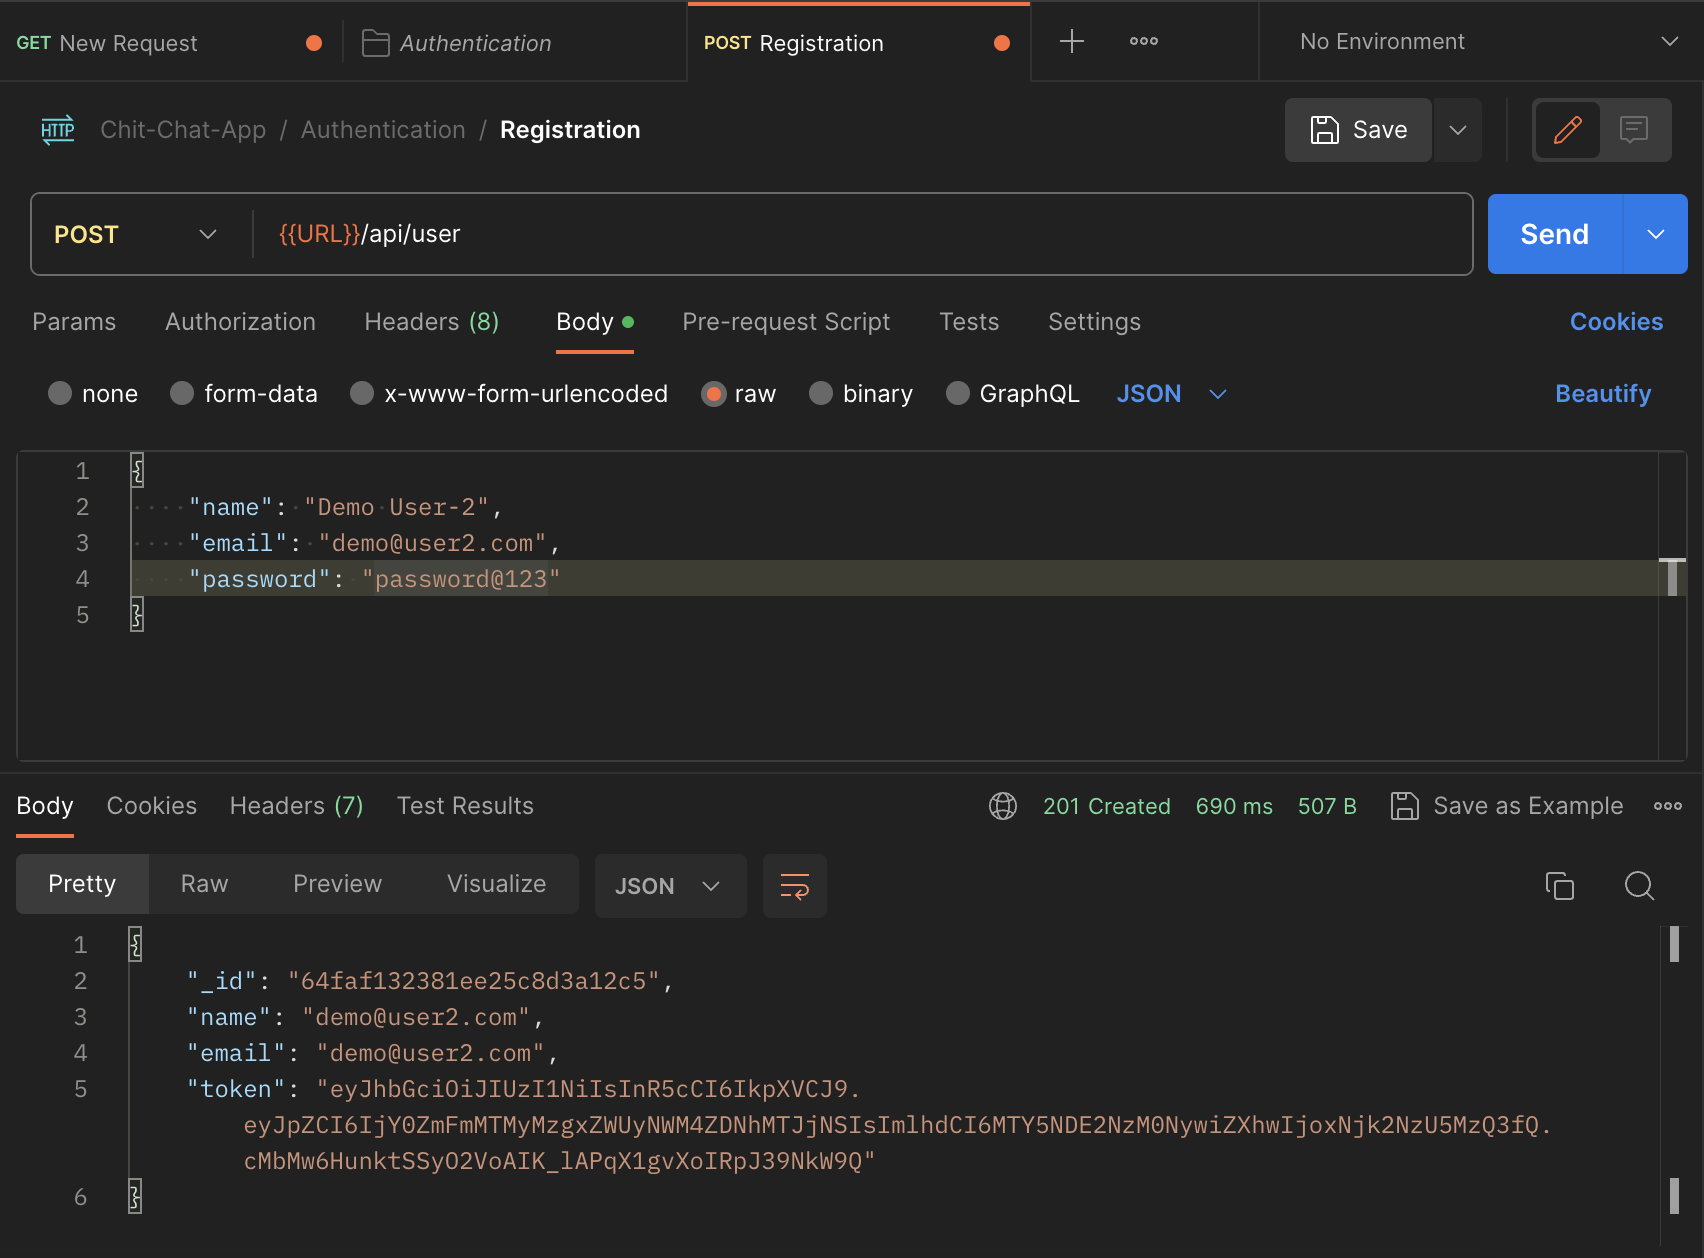 GET New Request
Authentication
POST Registration
No Environment
HTTP Chit-Chat-App / Authentication / Registration
Save
POST {{URL}}/api/user
Send
Params Authorization Headers (8) Body Pre-request Script Tests Settings Cookies
none form-data x-www-form-urlencoded raw binary GraphQL JSON Beautify
1 {
2 "name": "Demo User-2",
3 "email": "demo@user2.com",
4 "password": "password@123"
5 }
Body Cookies Headers (7) Test Results 201 Created 690 ms 507 B Save as Example
Pretty Raw Preview Visualize JSON
1 {
2 "_id": "64faf132381ee25c8d3a12c5",
3 "name": "demo@user2.com",
4 "email": "demo@user2.com",
5 "token": "eyJhbGciOiJIUzI1NiIsInR5cCI6IkpXVCJ9.
eyJpZCI6IjY0ZmFmMTMyMzgxZWUyNWM4ZDNhMTJjNSIsImlhdCI6MTY5NDE2NzM0NywiZXhwIjoxNjk2NzU5MzQ3fQ.
cMbMw6HunktSSyO2VoAIK_lAPqX1gvXoIRpJ39NkW9Q"
6 }